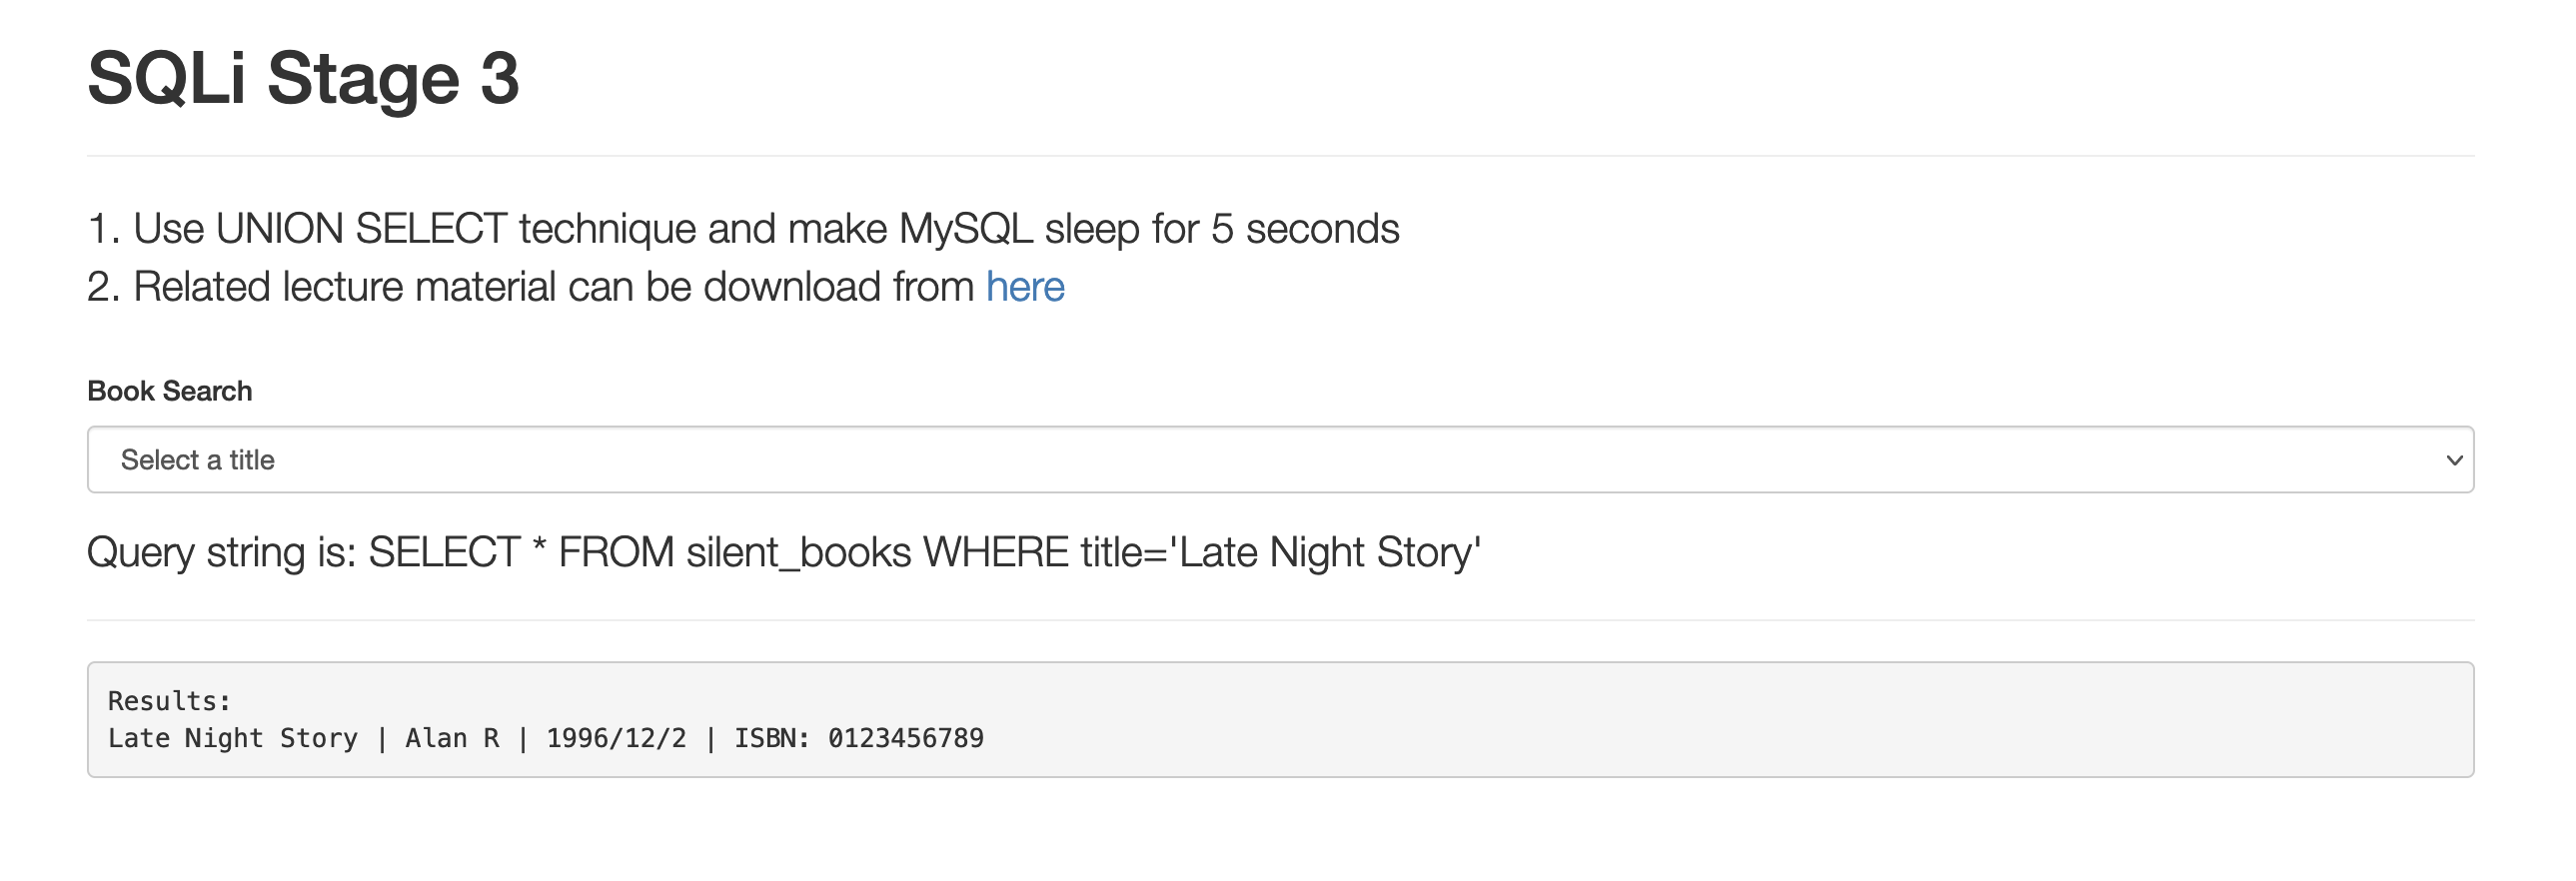 SQLi Stage 3
1. Use UNION SELECT technique and make MySQL sleep for 5 seconds
2. Related lecture material can be download from here
Book Search
Select a title
Query string is: SELECT * FROM silent_books WHERE title='Late Night Story'
Results:
Late Night Story | Alan R | 1996/12/2 | ISBN: 0123456789